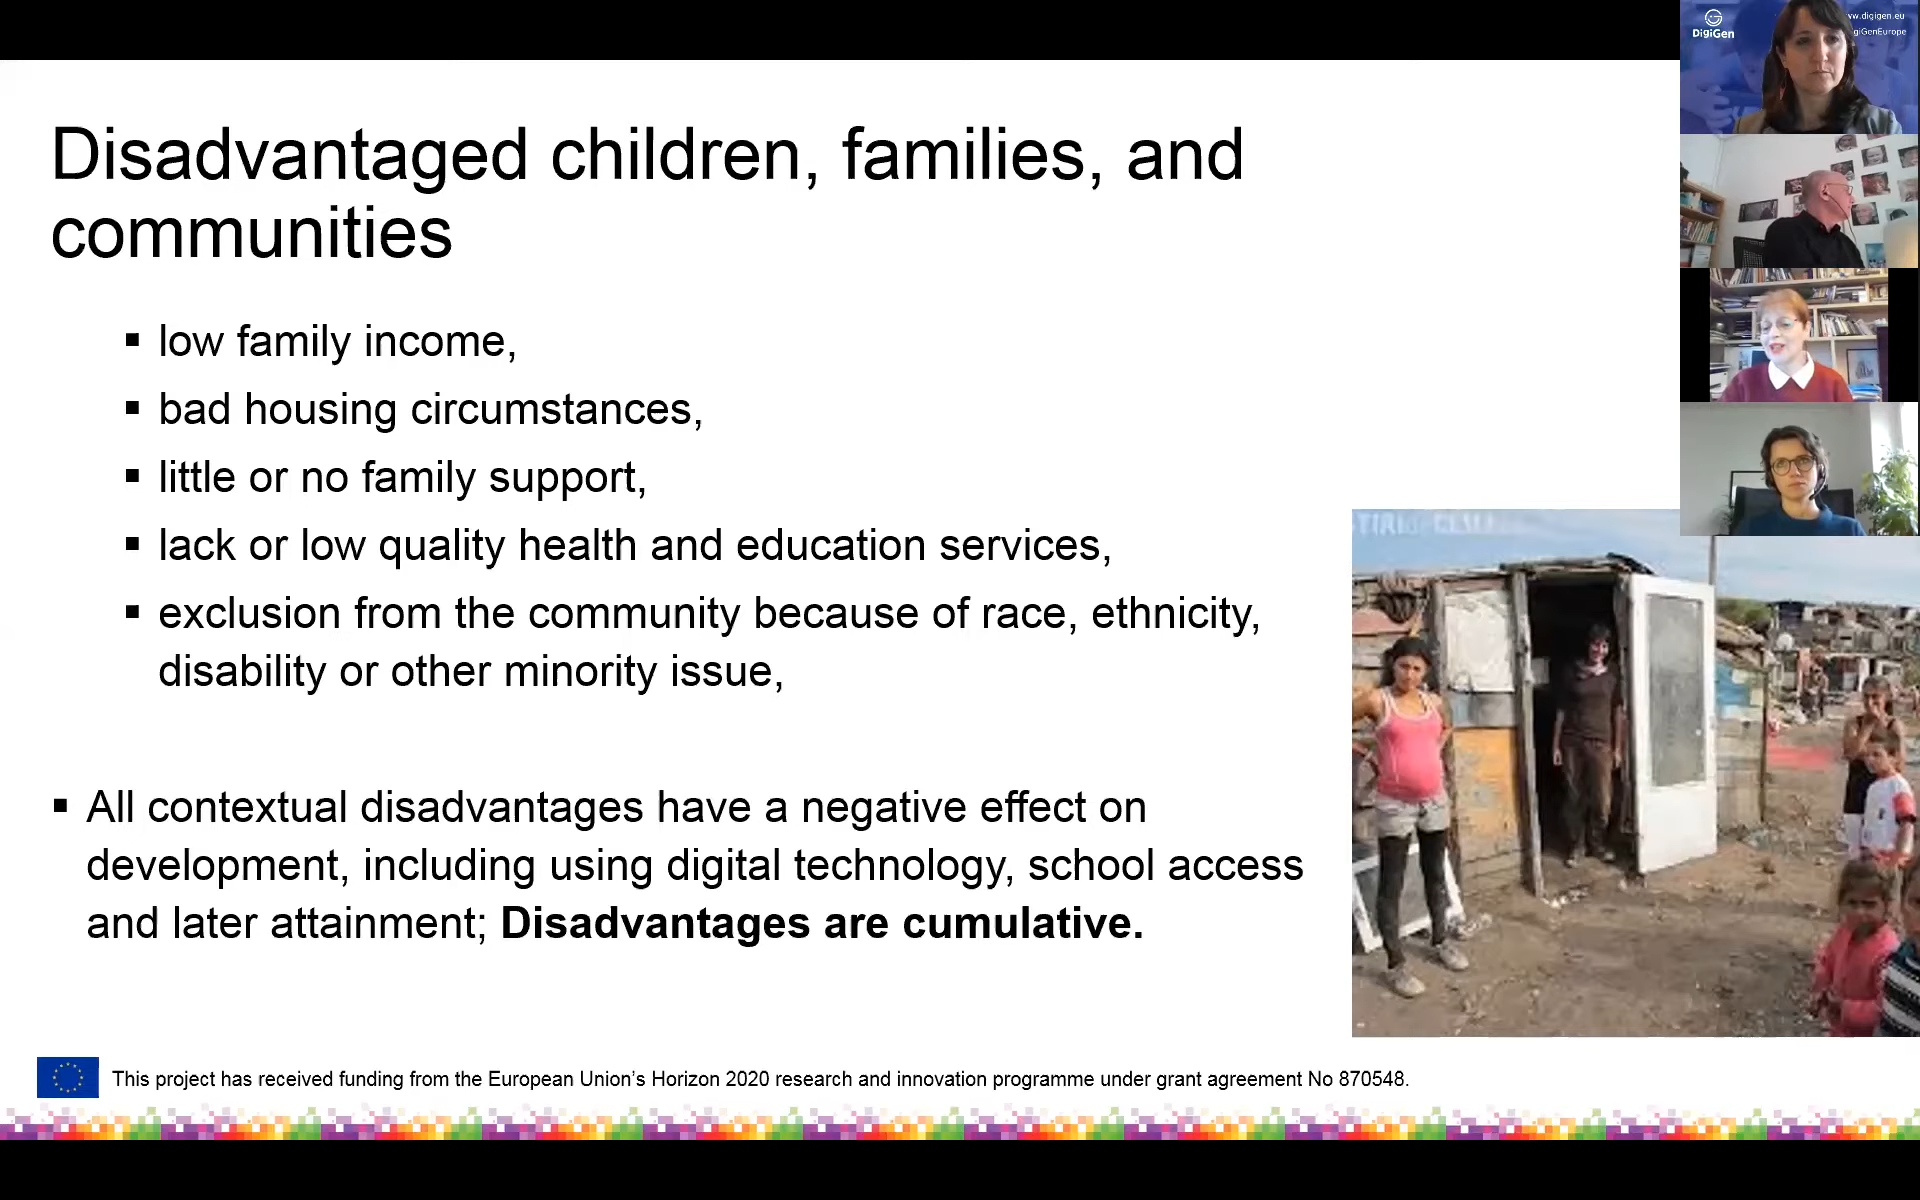 Disadvantaged children, families, and
communities
▪ low family income,
▪ bad housing circumstances,
▪ little or no family support,
▪ lack or low quality health and education services,
▪ exclusion from the community because of race, ethnicity,
disability or other minority issue,
▪ All contextual disadvantages have a negative effect on
development, including using digital technology, school access
and later attainment; Disadvantages are cumulative.
This project has received funding from the European Union’s Horizon 2020 research and innovation programme under grant agreement No 870548.
DigiGen